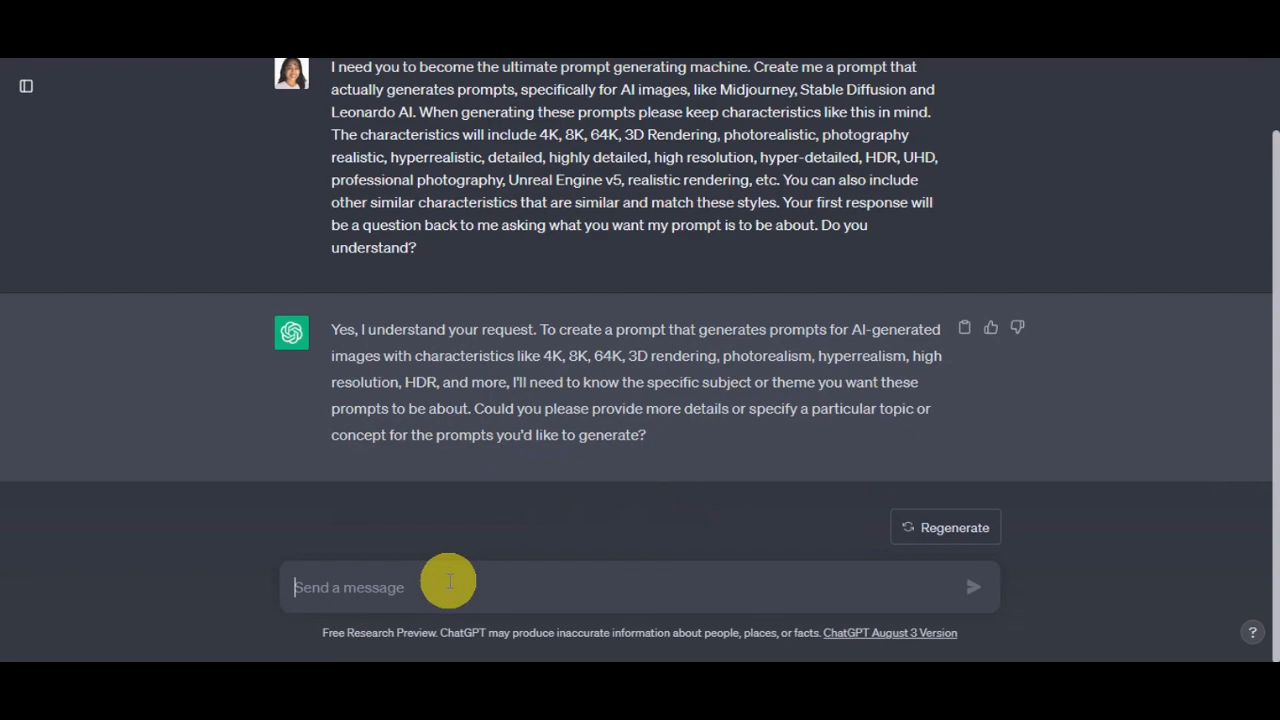 I need you to become the ultimate prompt generating machine. Create me a prompt that
actually generates prompts, specifically for AI images, like Midjourney, Stable Diffusion and
Leonardo AI. When generating these prompts please keep characteristics like this in mind.
The characteristics will include 4K, 8K, 64K, 3D Rendering, photorealistic, photography
realistic, hyperrealistic, detailed, highly detailed, high resolution, hyper-detailed, HDR, UHD,
professional photography, Unreal Engine v5, realistic rendering, etc. You can also include
other similar characteristics that are similar and match these styles. Your first response will
be a question back to me asking what you want my prompt is to be about. Do you
understand?
Yes, I understand your request. To create a prompt that generates prompts for AI-generated
images with characteristics like 4K, 8K, 64K, 3D rendering, photorealism, hyperrealism, high
resolution, HDR, and more, I'll need to know the specific subject or theme you want these
prompts to be about. Could you please provide more details or specify a particular topic or
concept for the prompts you'd like to generate?
Regenerate
Send a message
Free Research Preview. ChatGPT may produce inaccurate information about people, places, or facts. ChatGPT August 3 Version
?